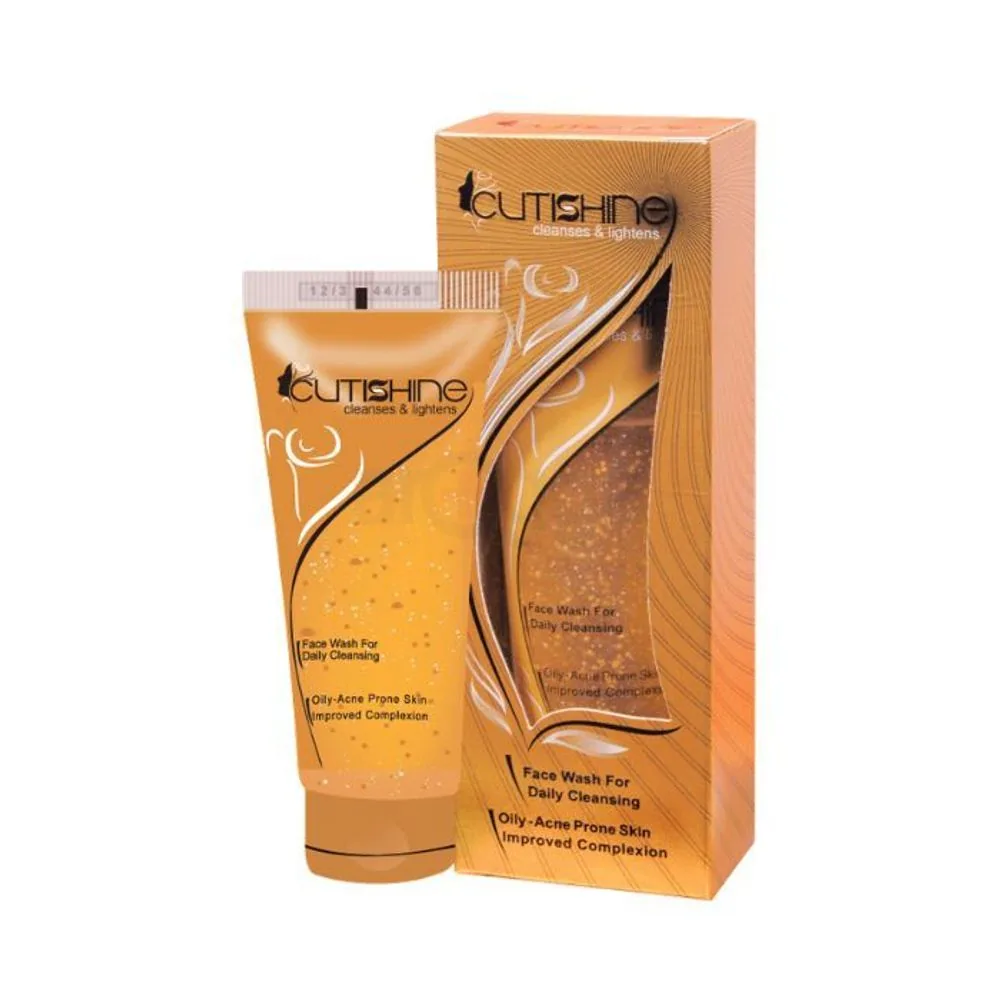 CUTISHINE
cleanses & lightens
12/3 44/56
CUTISHINE
cleanses & lightens
Face Wash For
Daily Cleansing
Oily-Acne Prone Skin
Improved Complexion
Face Wash For
Daily Cleansing
Oily-Acne Prone Ski
Improved Complexio
Face Wash For
Daily Cleansing
Oily-Acne Prone Skin
Improved Complexion